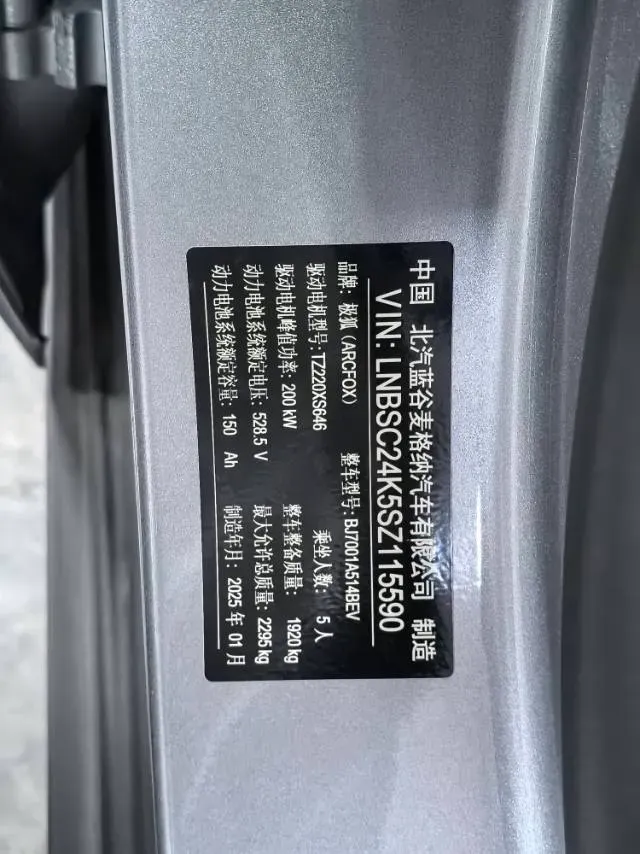 中国 北汽蓝谷麦格纳汽车有限公司 制造
VIN: LNBSC24K5SZ115590
品牌: 极狐 (ARCFOX) 整车型号: BJ7001A514BEV
驱动电机型号: TZ220XS646 乘坐人数: 5 人
驱动电机峰值功率: 200 kW 整车整备质量: 1920 kg
动力电池系统额定电压: 528.5 V 最大允许总质量: 2295 kg
动力电池系统额定容量: 150 Ah 制造年月: 2025 年 01 月